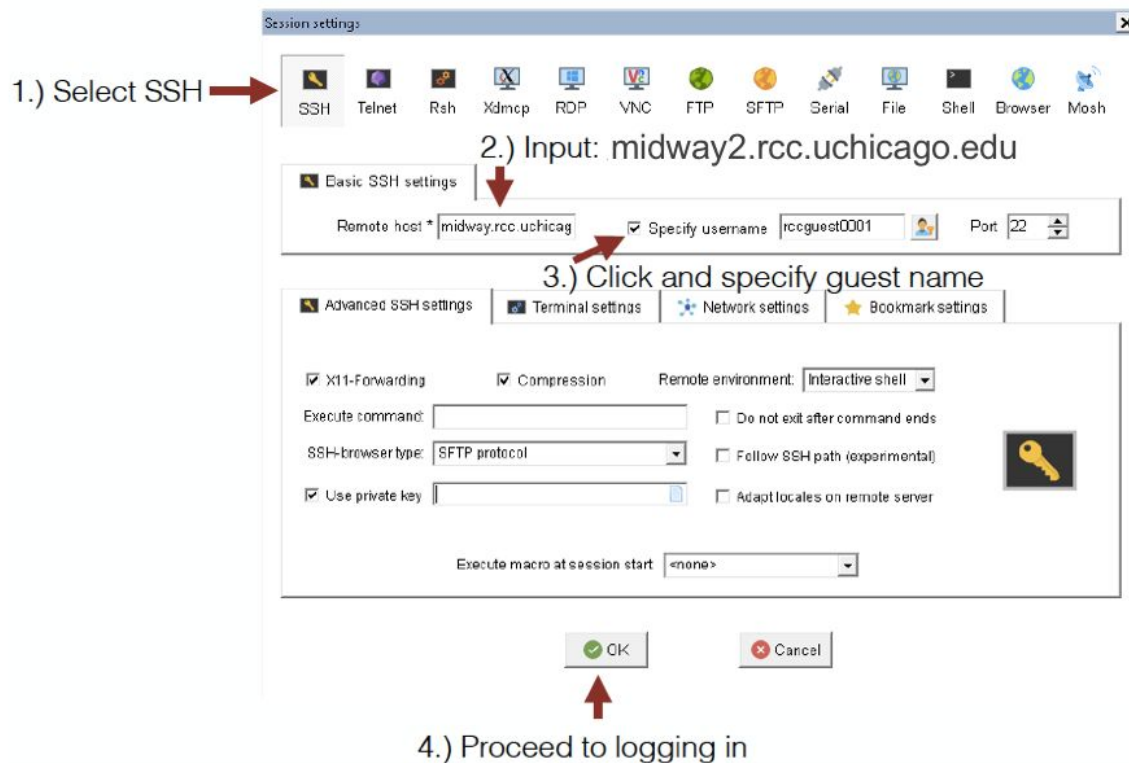 Session settings
1.) Select SSH
SSH Telnet Rsh Xdmcp RDP VNC FTP SFTP Serial File Shell Browser Mosh
2.) Input: midway2.rcc.uchicago.edu
Basic SSH settings
Remote host * midway.rcc.uchicag Specify username rccguest0001 Port 22
3.) Click and specify guest name
Advanced SSH settings Terminal settings Network settings Bookmark settings
X11-Forwarding Compression Remote environment: Interactive shell
Execute command: Do not exit after command ends
SSH-browser type: SFTP protocol Follow SSH path (experimental)
Use private key Adapt locales on remote server
Execute macro at session start: <none>
OK Cancel
4.) Proceed to logging in